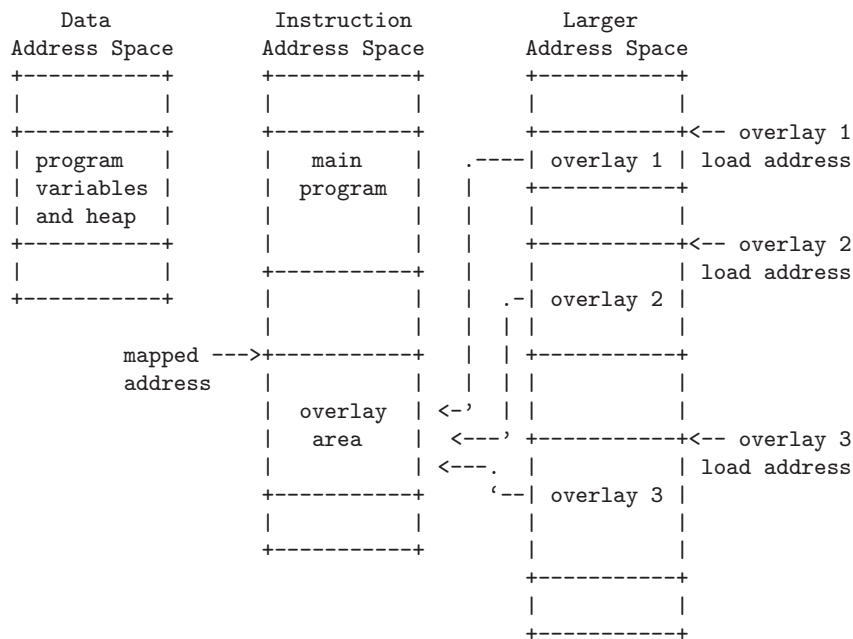 Data             Instruction            Larger
Address Space       Address Space        Address Space
+-----------+       +-----------+        +-----------+
|           |       |           |        |           |
+-----------+       +-----------+        +-----------+<-- overlay 1
| program   |       |   main    |   .----| overlay 1 | load address
| variables |       |  program  |   |    +-----------+
| and heap  |       |           |   |    |           |
+-----------+       |           |   |    +-----------+<-- overlay 2
|           |       +-----------+   |    |           | load address
+-----------+       |           |   |  .-| overlay 2 |
                    |           |   |  | |           |
         mapped --->+-----------+   |  | +-----------+
         address    |           |   |  | |           |
                    |  overlay  | <-'  | |           |
                    |   area    |  <---' +-----------+<-- overlay 3
                    |           | <---.  |           | load address
                    +-----------+     `--| overlay 3 |
                    |           |        |           |
                    +-----------+        |           |
                                         +-----------+
                                         |           |
                                         +-----------+